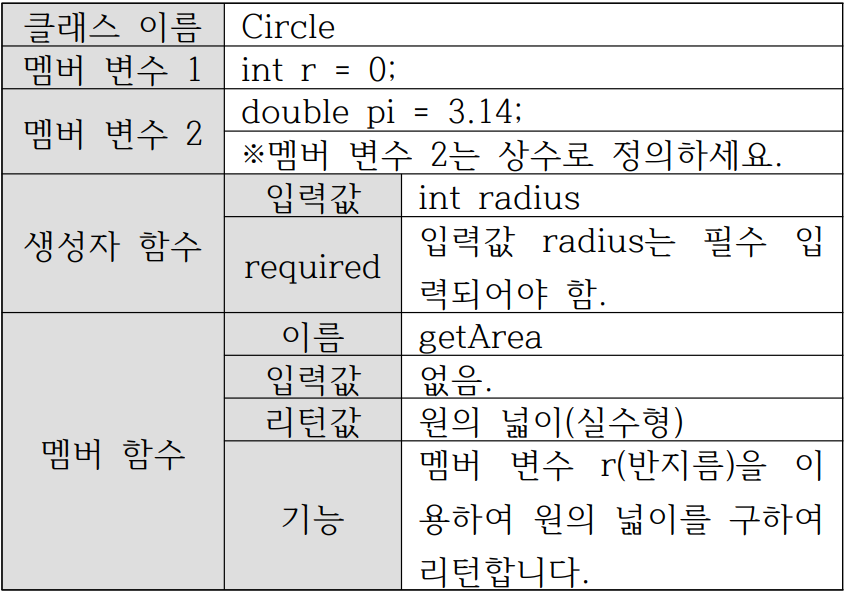 클래스 이름 Circle
멤버 변수 1 int r = 0;
멤버 변수 2 double pi = 3.14;
※멤버 변수 2는 상수로 정의하세요.
생성자 함수 입력값 int radius
required 입력값 radius는 필수 입
력되어야 함.
멤버 함수 이름 getArea
입력값 없음.
리턴값 원의 넓이(실수형)
기능 멤버 변수 r(반지름)을 이
용하여 원의 넓이를 구하여
리턴합니다.